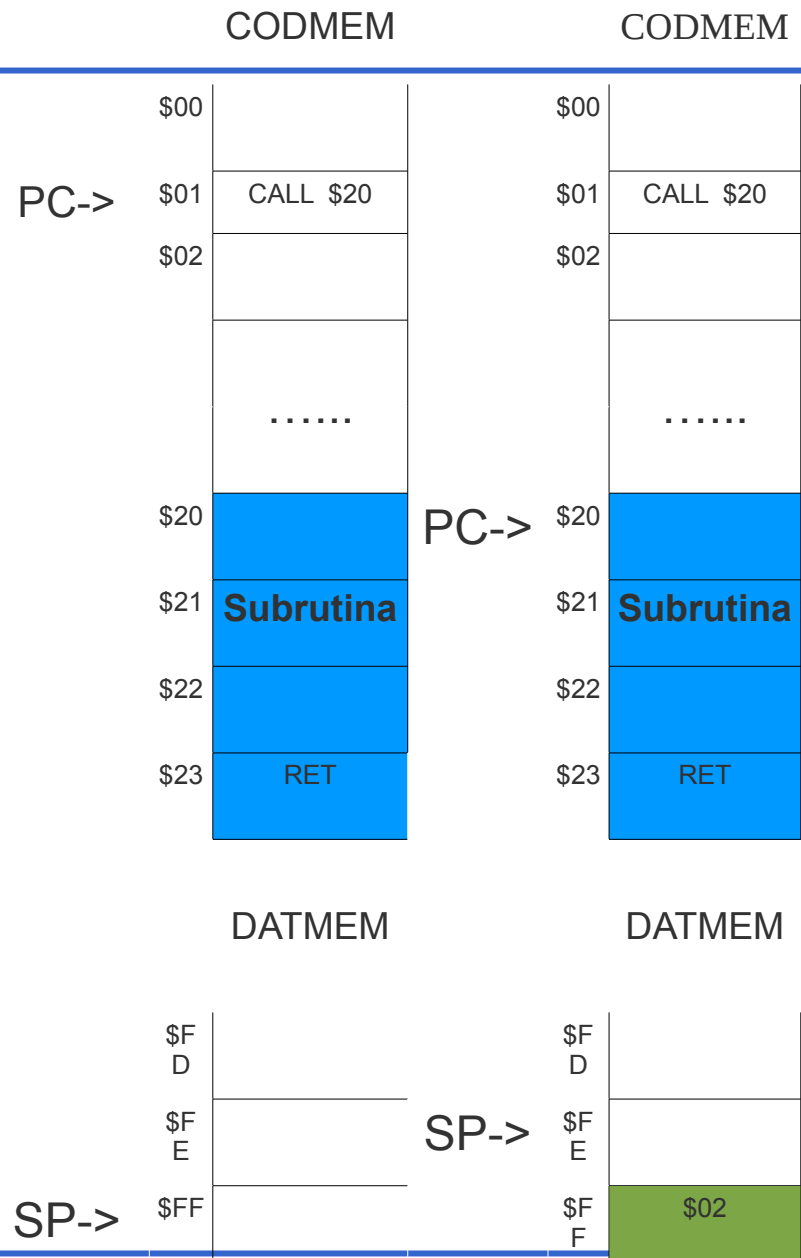 CODMEM CODMEM
$00 $00
PC-> $01 CALL $20 $01 CALL $20
$02 $02
...... ......
$20 PC-> $20
$21 Subrutina $21 Subrutina
$22 $22
$23 RET $23 RET
DATMEM DATMEM
$F $F
D D
$F SP-> $F
E E
SP-> $FF $F $02
F